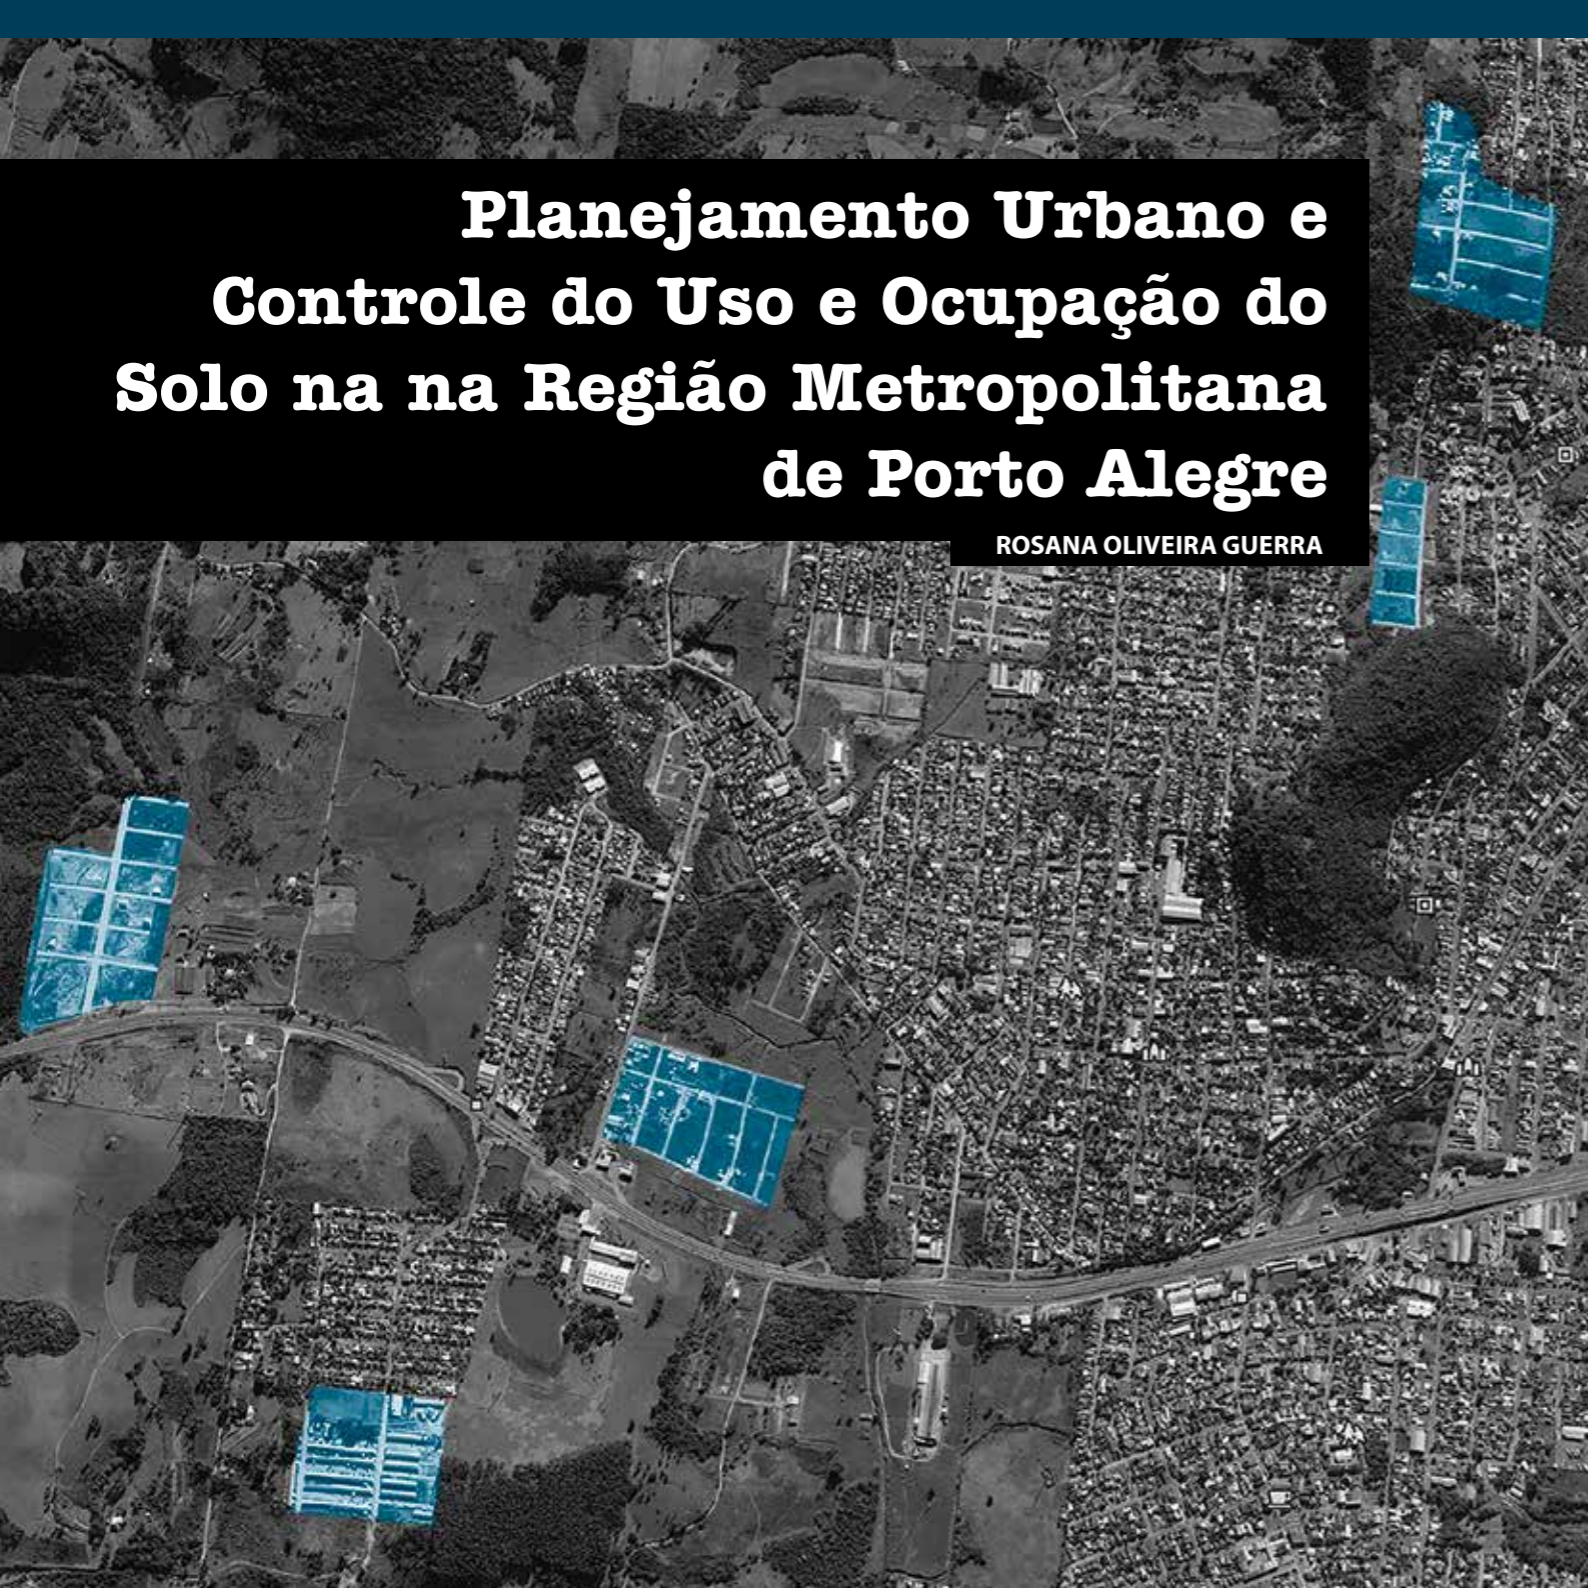 Planejamento Urbano e
Controle do Uso e Ocupação do
Solo na na Região Metropolitana
de Porto Alegre
ROSANA OLIVEIRA GUERRA